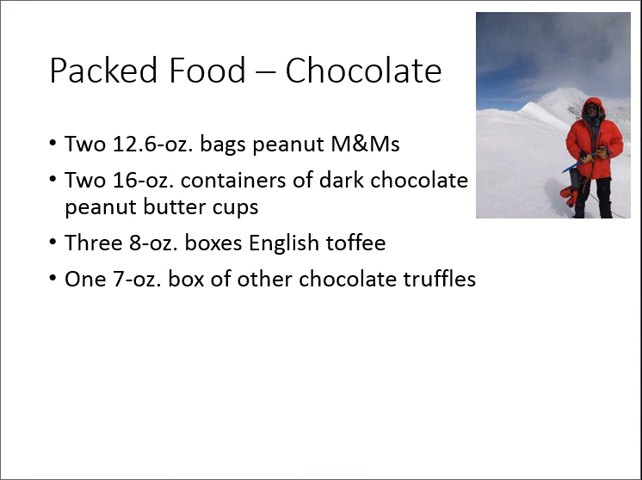 Packed Food – Chocolate
• Two 12.6-oz. bags peanut M&Ms
• Two 16-oz. containers of dark chocolate
peanut butter cups
• Three 8-oz. boxes English toffee
• One 7-oz. box of other chocolate truffles